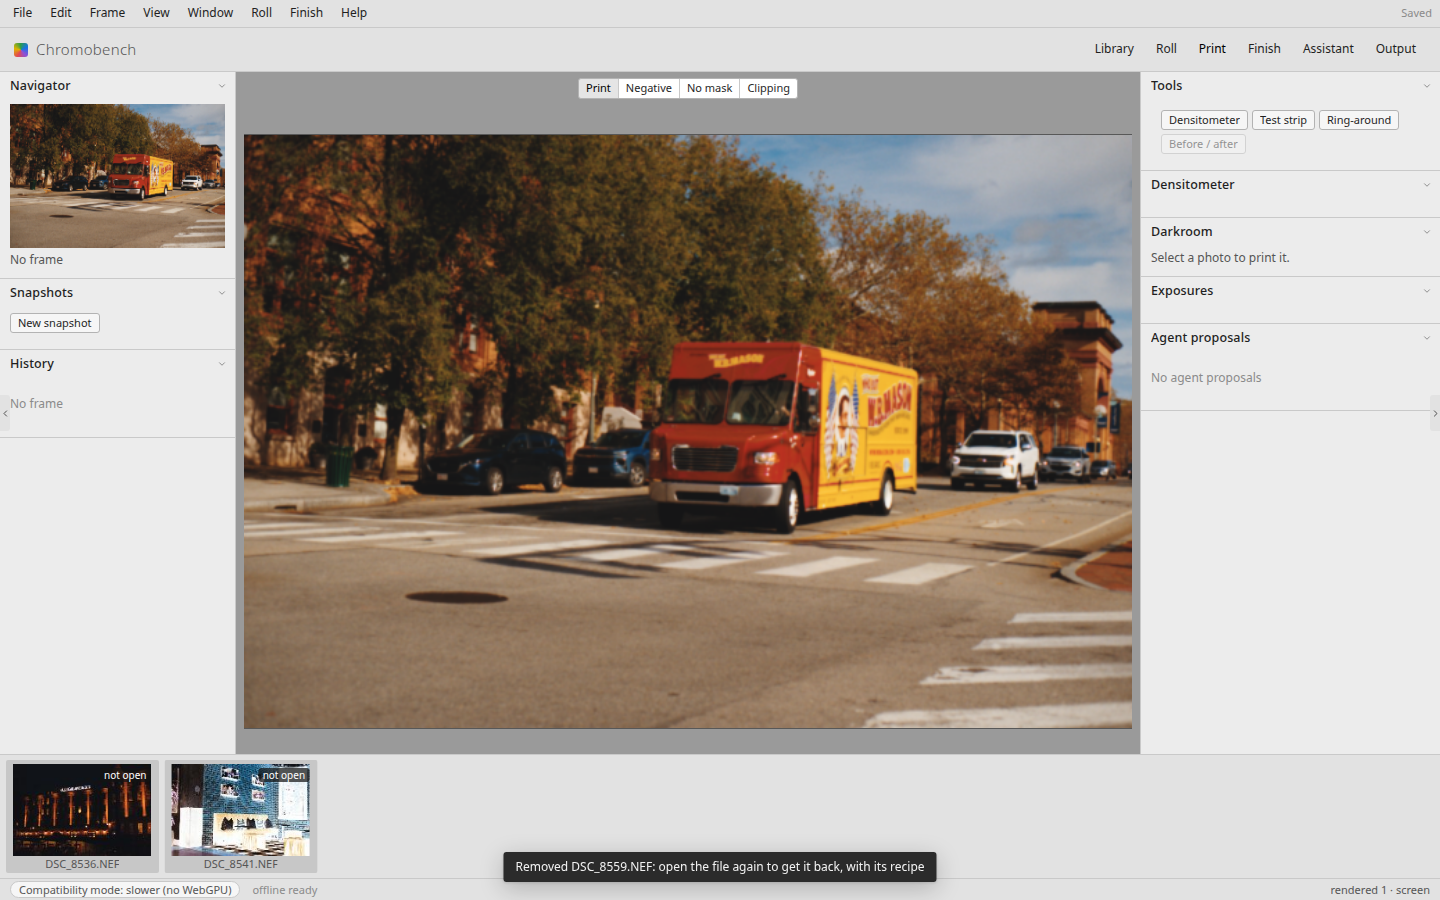 File Edit Frame View Window Roll Finish Help
Saved
Chromobench
Library Roll Print Finish Assistant Output
Navigator
No frame
Snapshots
New snapshot
History
No frame
Print Negative No mask Clipping
W.B. MASON
Tools
Densitometer Test strip Ring-around
Before / after
Densitometer
Darkroom
Select a photo to print it.
Exposures
Agent proposals
No agent proposals
not open
DSC_8536.NEF
not open
DSC_8541.NEF
Removed DSC_8559.NEF: open the file again to get it back, with its recipe
Compatibility mode: slower (no WebGPU)
offline ready
rendered 1 · screen